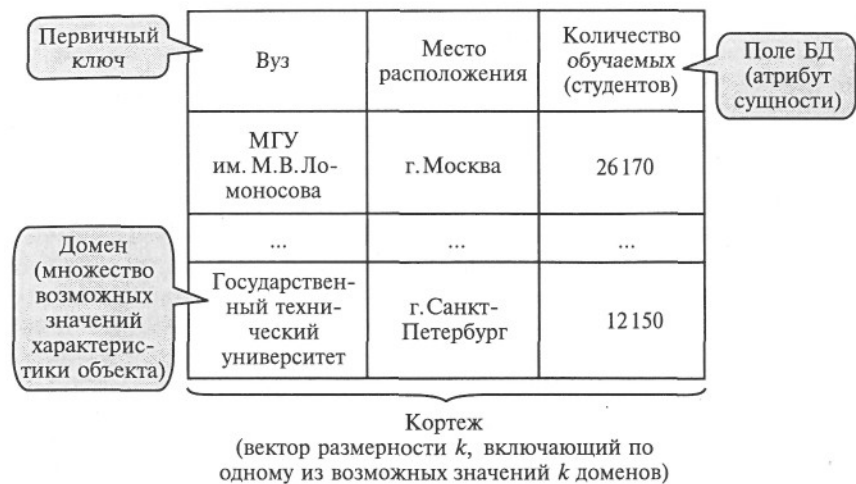 Первичный
ключ
Вуз
Место
расположения
Количество
обучаемых
(студентов)
Поле БД
(атрибут
сущности)
МГУ
им. М.В.Ло-
моносова
г.Москва
26170
...
...
...
Домен
(множество
возможных
значений
характерис-
тики объекта)
Государствен-
ный техни-
ческий
университет
г.Санкт-
Петербург
12150
Кортеж
(вектор размерности k, включающий по
одному из возможных значений k доменов)